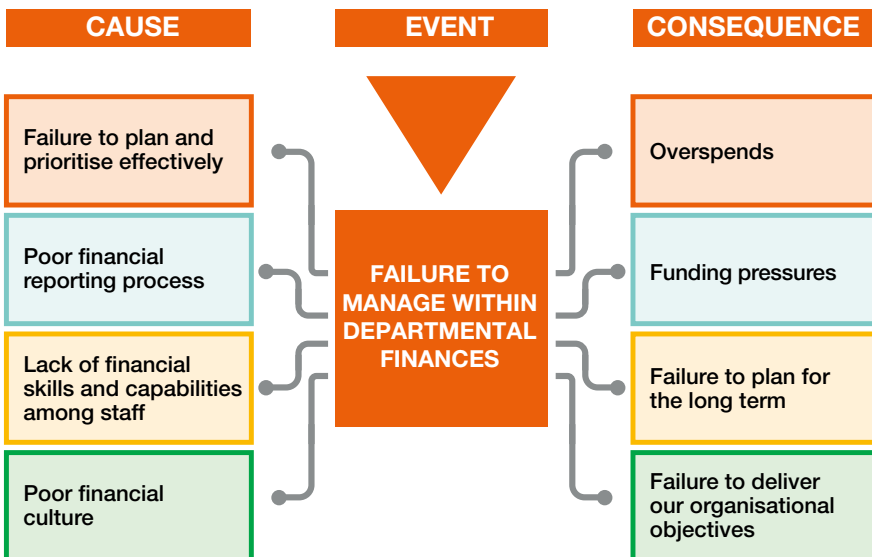 CAUSE
EVENT
CONSEQUENCE
Failure to plan and
prioritise effectively
Poor financial
reporting process
Lack of financial
skills and capabilities
among staff
Poor financial
culture
FAILURE TO
MANAGE WITHIN
DEPARTMENTAL
FINANCES
Overspends
Funding pressures
Failure to plan for
the long term
Failure to deliver
our organisational
objectives